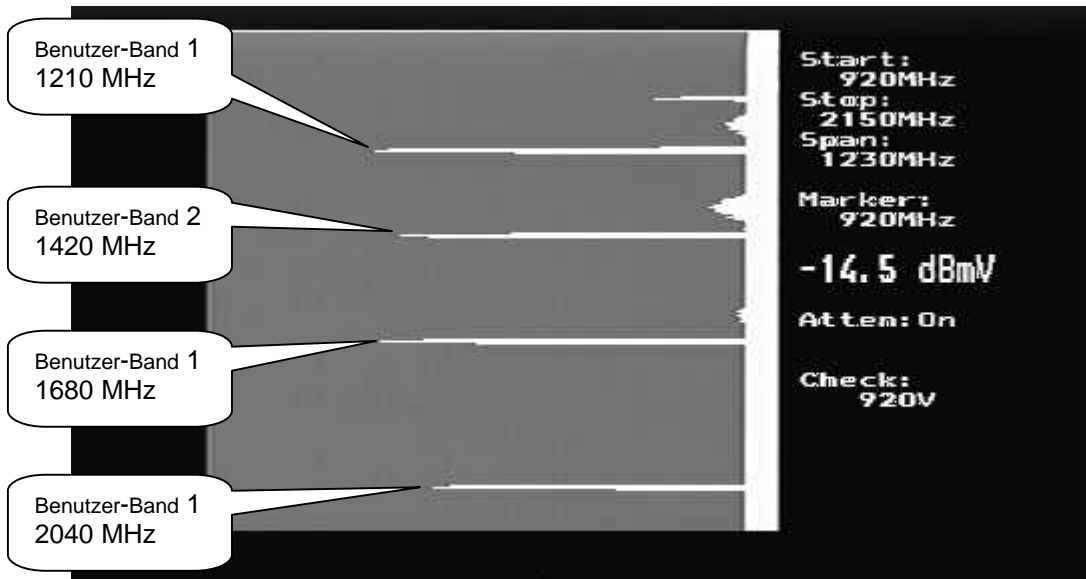 Benutzer-Band 1
1210 MHz
Benutzer-Band 2
1420 MHz
Benutzer-Band 1
1680 MHz
Benutzer-Band 1
2040 MHz
Start:
920MHz
Stop:
2150MHz
Span:
1230MHz
Marker:
920MHz
-14.5 dBmV
Atten:On
Check:
920V